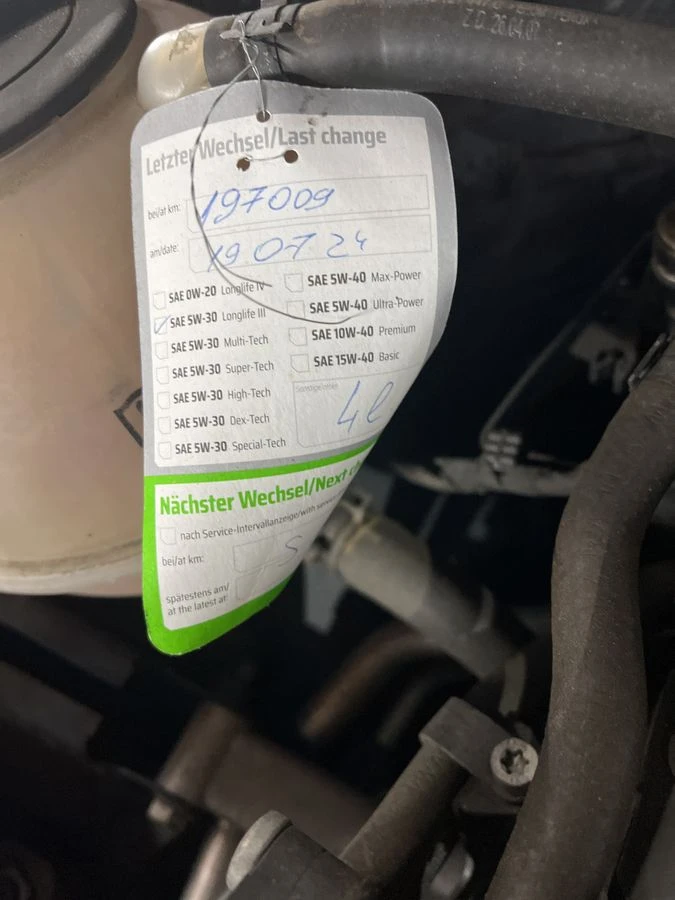 Z.D. 26.04.07
Letzter Wechsel/Last change
bei/at km: 197009
am/date: 19 07 24
SAE 0W-20 Longlife IV
SAE 5W-30 Longlife III
SAE 5W-30 Multi-Tech
SAE 5W-30 Super-Tech
SAE 5W-30 High-Tech
SAE 5W-30 Dex-Tech
SAE 5W-30 Special-Tech
SAE 5W-40 Max-Power
SAE 5W-40 Ultra-Power
SAE 10W-40 Premium
SAE 15W-40 Basic
4 l
Nächster Wechsel/Next
nach Service-Intervallanzeige/with
bei/at km:
spätestens am/
at the latest at: